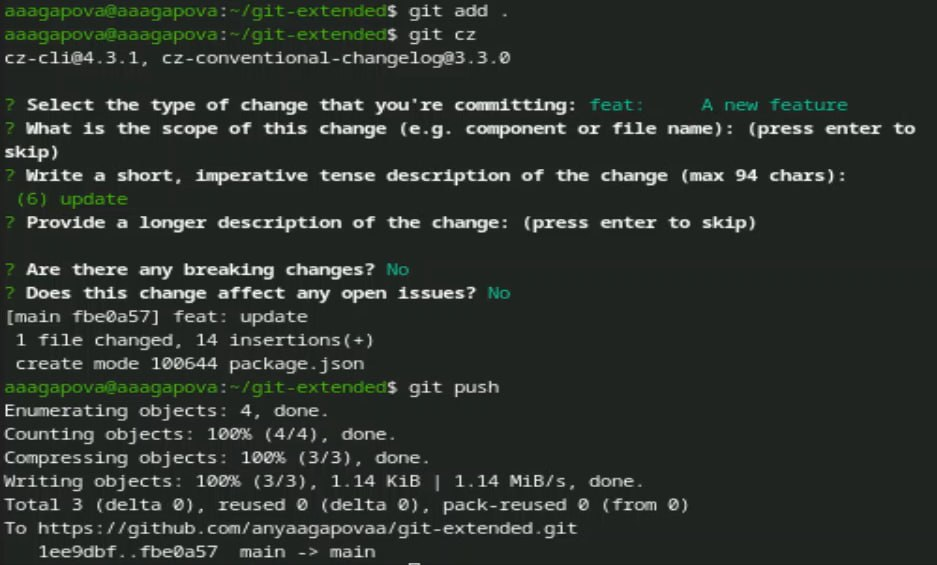 aaagapova@aaagapova:~/git-extended$ git add .
aaagapova@aaagapova:~/git-extended$ git cz
cz-cli@4.3.1, cz-conventional-changelog@3.3.0
? Select the type of change that you're committing: feat:     A new feature
? What is the scope of this change (e.g. component or file name): (press enter to
skip)
? Write a short, imperative tense description of the change (max 94 chars):
 (6) update
? Provide a longer description of the change: (press enter to skip)
? Are there any breaking changes? No
? Does this change affect any open issues? No
[main fbe0a57] feat: update
 1 file changed, 14 insertions(+)
 create mode 100644 package.json
aaagapova@aaagapova:~/git-extended$ git push
Enumerating objects: 4, done.
Counting objects: 100% (4/4), done.
Compressing objects: 100% (3/3), done.
Writing objects: 100% (3/3), 1.14 KiB | 1.14 MiB/s, done.
Total 3 (delta 0), reused 0 (delta 0), pack-reused 0 (from 0)
To https://github.com/anyaagapovaa/git-extended.git
   1ee9dbf..fbe0a57  main -> main